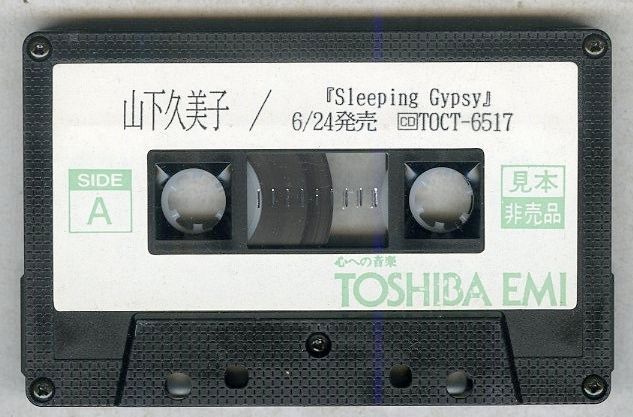 山下久美子 / 『Sleeping Gypsy』
6/24発売 CD TOCT-6517
SIDE
A
見本
非売品
心への音楽
TOSHIBA EMI